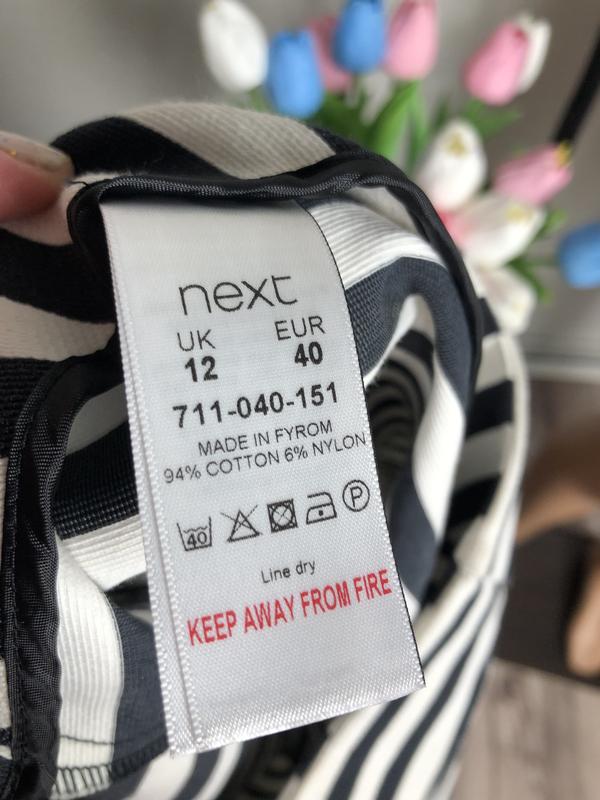 next
UK EUR
12 40
711-040-151
MADE IN FYROM
94% COTTON 6% NYLON
40 P
Line dry
KEEP AWAY FROM FIRE